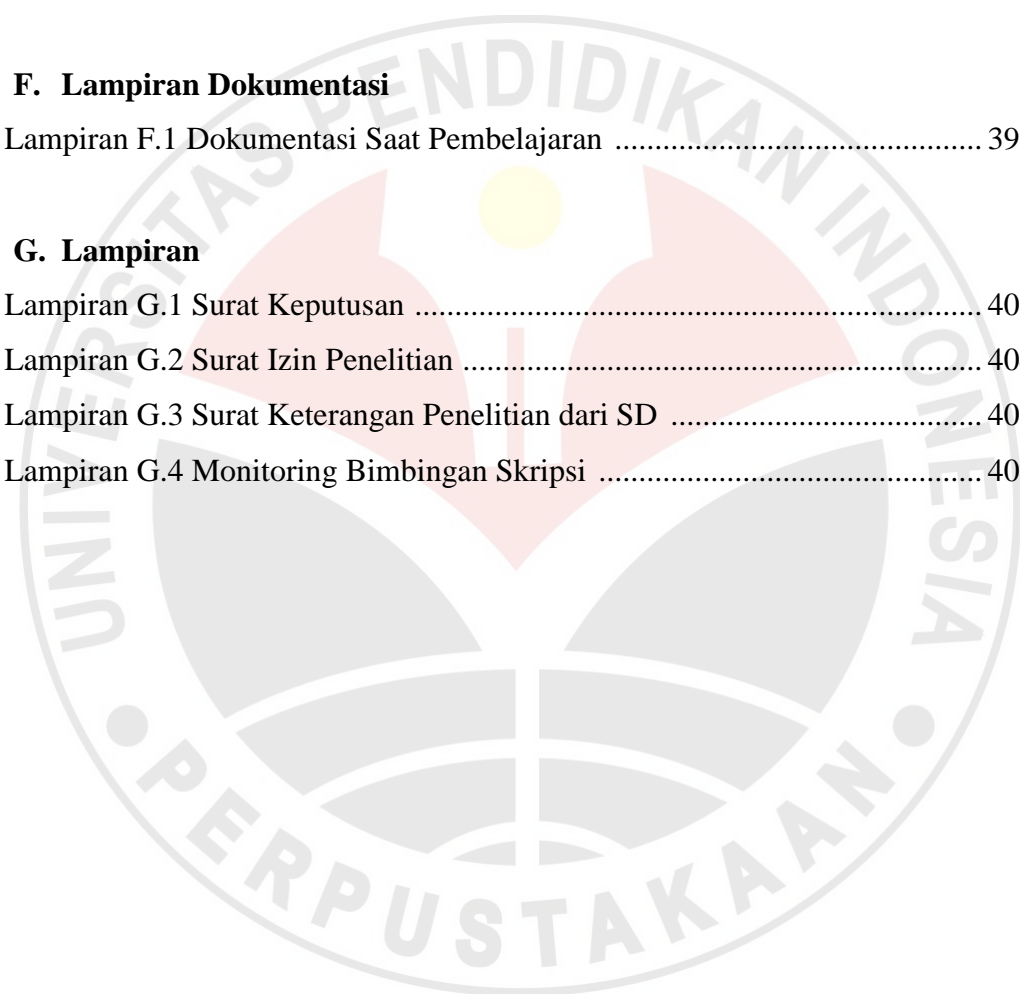 F. Lampiran Dokumentasi
Lampiran F.1 Dokumentasi Saat Pembelajaran ............................................ 39
G. Lampiran
Lampiran G.1 Surat Keputusan .................................................................... 40
Lampiran G.2 Surat Izin Penelitian .............................................................. 40
Lampiran G.3 Surat Keterangan Penelitian dari SD ..................................... 40
Lampiran G.4 Monitoring Bimbingan Skripsi .............................................. 40
UNIVERSITAS PENDIDIKAN INDONESIA
PERPUSTAKAAN